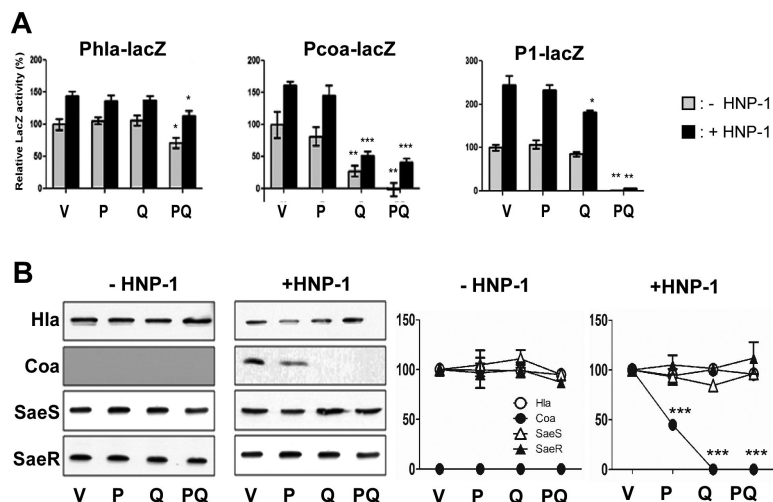 A
Phla-lacZ
Pcoa-lacZ
P1-lacZ
Relative LacZ activity (%)
200
150
100
50
0
* *
V P Q PQ
200
150
100
50
0
** *** ** ***
V P Q PQ
300
200
100
0
* ** **
V P Q PQ
: - HNP-1
: + HNP-1
B
- HNP-1
+HNP-1
- HNP-1
+HNP-1
Hla
Coa
SaeS
SaeR
V P Q PQ
V P Q PQ
150
100
50
0
Hla
Coa
SaeS
SaeR
V P Q PQ
150
100
50
0
*** *** ***
V P Q PQ